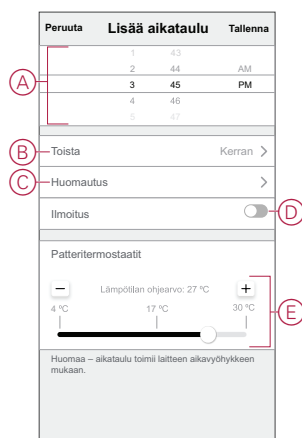 Peruuta Lisää aikataulu Tallenna
1 43
2 44 AM
A 3 45 PM
4 46
5 47
B Toista Kerran
C Huomautus
Ilmoitus D
Patteritermostaatit
Lämpötilan ohjearvo: 27 ºC
4 ºC 17 ºC 30 ºC
E
Huomaa – aikataulu toimii laitteen aikavyöhykkeen
mukaan.